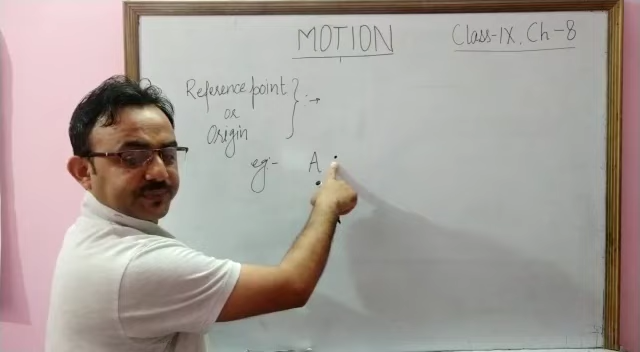 MOTION
Class-IX, Ch-8
Reference point
or
Origin
eg:- A